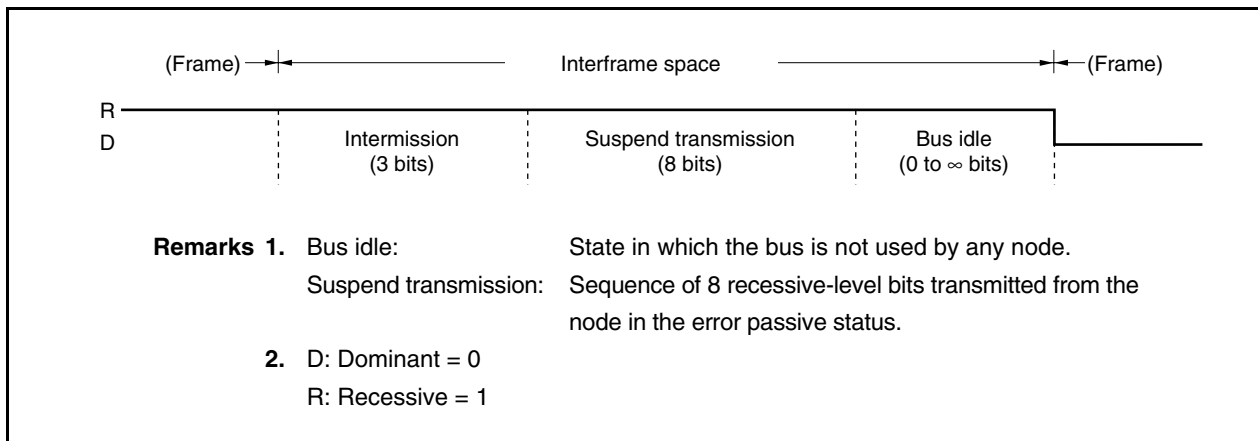 (Frame) Interframe space (Frame)
R
D
Intermission Suspend transmission Bus idle
(3 bits) (8 bits) (0 to ∞ bits)
Remarks 1. Bus idle: State in which the bus is not used by any node.
Suspend transmission: Sequence of 8 recessive-level bits transmitted from the
node in the error passive status.
2. D: Dominant = 0
R: Recessive = 1